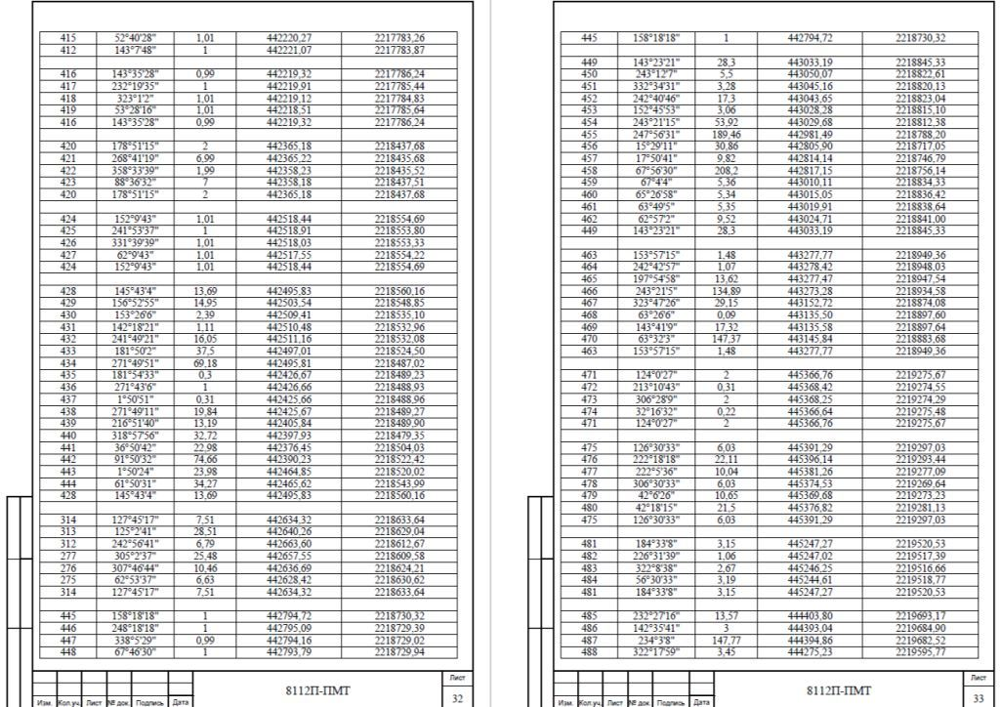 415 52°40'28" 1,01 442220,27 2217783,26
412 143°7'48" 1,01 442221,07 2217783,87
416 143°35'28" 0,99 442219,32 2217786,24
417 232°19'35" 1 442219,91 2217785,44
418 323°1'2" 1,01 442219,12 2217784,83
419 53°28'16" 1,01 442218,51 2217785,64
416 143°35'28" 0,99 442219,32 2217786,24
420 178°51'15" 2 442365,18 2218437,68
421 268°41'19" 6,99 442365,22 2218435,68
422 358°33'39" 1,99 442358,23 2218435,52
423 88°36'32" 7 442358,18 2218437,51
420 178°51'15" 2 442365,18 2218437,68
424 152°9'43" 1,01 442518,44 2218554,69
425 241°53'37" 1 442518,91 2218553,80
426 331°39'39" 1,01 442518,03 2218553,33
427 62°9'43" 1,01 442517,55 2218554,22
424 152°9'43" 1,01 442518,44 2218554,69
428 145°43'4" 13,69 442495,83 2218560,16
429 156°52'55" 14,95 442503,54 2218548,85
430 153°26'6" 2,39 442509,41 2218535,10
431 142°18'21" 1,11 442510,48 2218532,96
432 241°49'21" 16,05 442511,16 2218532,08
433 181°50'2" 37,5 442497,01 2218524,50
434 271°49'51" 69,18 442495,81 2218487,02
435 181°54'33" 0,3 442426,67 2218489,23
436 271°43'6" 1 442426,66 2218488,93
437 1°50'51" 0,31 442425,66 2218488,96
438 271°49'11" 19,84 442425,67 2218489,27
439 216°51'40" 13,19 442405,84 2218489,90
440 318°57'56" 32,72 442397,93 2218479,35
441 36°50'42" 22,98 442376,45 2218504,03
442 91°50'32" 74,66 442390,23 2218522,42
443 1°50'24" 23,98 442464,85 2218520,02
444 61°50'31" 34,27 442465,62 2218543,99
428 145°43'4" 13,69 442495,83 2218560,16
314 127°45'17" 7,51 442634,32 2218633,64
313 125°2'41" 28,51 442640,26 2218629,04
312 242°56'41" 6,79 442663,60 2218612,67
277 305°2'37" 25,48 442657,55 2218609,58
276 307°46'44" 10,46 442636,69 2218624,21
275 62°53'37" 6,63 442628,42 2218630,62
314 127°45'17" 7,51 442634,32 2218633,64
445 158°18'18" 1 442794,72 2218730,32
446 248°18'18" 1 442795,09 2218729,39
447 338°5'29" 0,99 442794,16 2218729,02
448 67°46'30" 1 442793,79 2218729,94
Изм. Кол.уч. Лист № док. Подпись Дата
8112П-ПМТ
Лист
32
445 158°18'18" 1 442794,72 2218730,32
449 143°23'21" 28,3 443033,19 2218845,33
450 243°12'7" 5,5 443050,07 2218822,61
451 332°34'31" 3,28 443045,16 2218820,13
452 242°40'46" 17,3 443043,65 2218823,04
453 152°45'53" 3,06 443028,28 2218815,10
454 243°21'15" 53,92 443029,68 2218812,38
455 247°56'31" 189,46 442981,49 2218788,20
456 15°29'11" 30,86 442805,90 2218717,05
457 17°50'41" 9,82 442814,14 2218746,79
458 67°56'30" 208,2 442817,15 2218756,14
459 67°4'4" 5,36 443010,11 2218834,33
460 65°26'58" 5,34 443015,05 2218836,42
461 63°49'5" 5,35 443019,91 2218838,64
462 62°57'2" 9,52 443024,71 2218841,00
449 143°23'21" 28,3 443033,19 2218845,33
463 153°57'15" 1,48 443277,77 2218949,36
464 242°42'57" 1,07 443278,42 2218948,03
465 197°54'58" 13,62 443277,47 2218947,54
466 243°21'5" 134,89 443273,28 2218934,58
467 323°47'26" 29,15 443152,72 2218874,08
468 63°26'6" 0,09 443135,50 2218897,60
469 143°41'9" 17,32 443135,58 2218897,64
470 63°32'3" 147,37 443145,84 2218883,68
463 153°57'15" 1,48 443277,77 2218949,36
471 124°0'27" 2 445366,76 2219275,67
472 213°10'43" 0,31 445368,42 2219274,55
473 306°28'9" 2 445368,25 2219274,29
474 32°16'32" 0,22 445366,64 2219275,48
471 124°0'27" 2 445366,76 2219275,67
475 126°30'33" 6,03 445391,29 2219297,03
476 222°18'18" 22,11 445396,14 2219293,44
477 222°5'36" 10,04 445381,26 2219277,09
478 306°30'33" 6,03 445374,53 2219269,64
479 42°6'26" 10,65 445369,68 2219273,23
480 42°18'15" 21,5 445376,82 2219281,13
475 126°30'33" 6,03 445391,29 2219297,03
481 184°33'8" 3,15 445247,27 2219520,53
482 226°31'39" 1,06 445247,02 2219517,39
483 322°8'38" 2,67 445246,25 2219516,66
484 56°30'33" 3,19 445244,61 2219518,77
481 184°33'8" 3,15 445247,27 2219520,53
485 232°27'16" 13,57 444403,80 2219693,17
486 142°35'41" 3 444393,04 2219684,90
487 234°3'8" 147,77 444394,86 2219682,52
488 322°17'59" 3,45 444275,23 2219595,77
Изм. Кол.уч. Лист № док. Подпись Дата
8112П-ПМТ
Лист
33